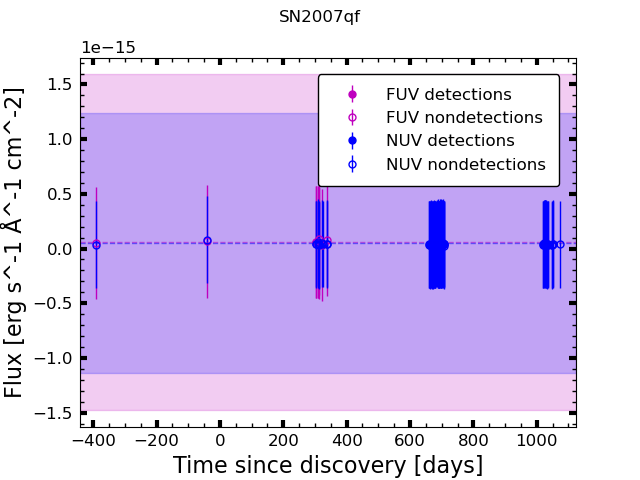 SN2007qf
1e−15
1.5
1.0
0.5
0.0
−0.5
−1.0
−1.5
Flux [erg s^-1 Å^-1 cm^-2]
FUV detections
FUV nondetections
NUV detections
NUV nondetections
−400 −200 0 200 400 600 800 1000
Time since discovery [days]